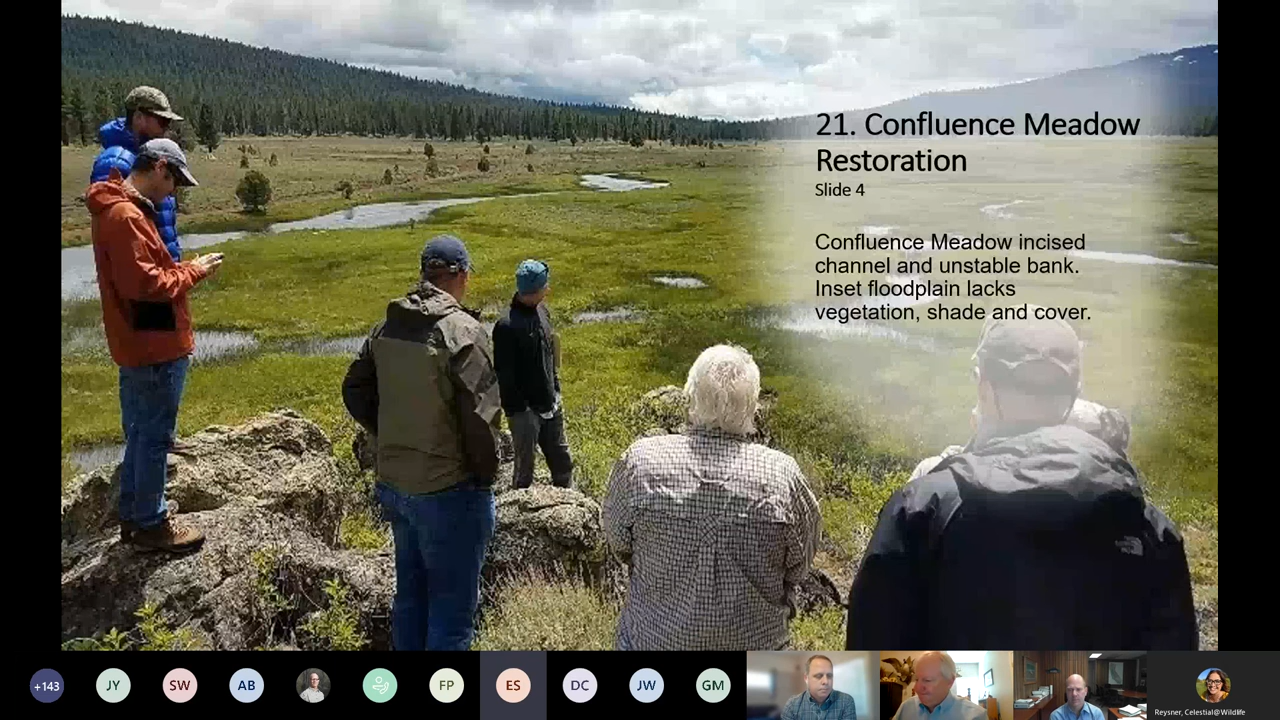 21. Confluence Meadow
Restoration
Slide 4
Confluence Meadow incised
channel and unstable bank.
Inset floodplain lacks
vegetation, shade and cover.
+143
JY
SW
AB
FP
ES
DC
JW
GM
Reysner, Celestial@Wildlife